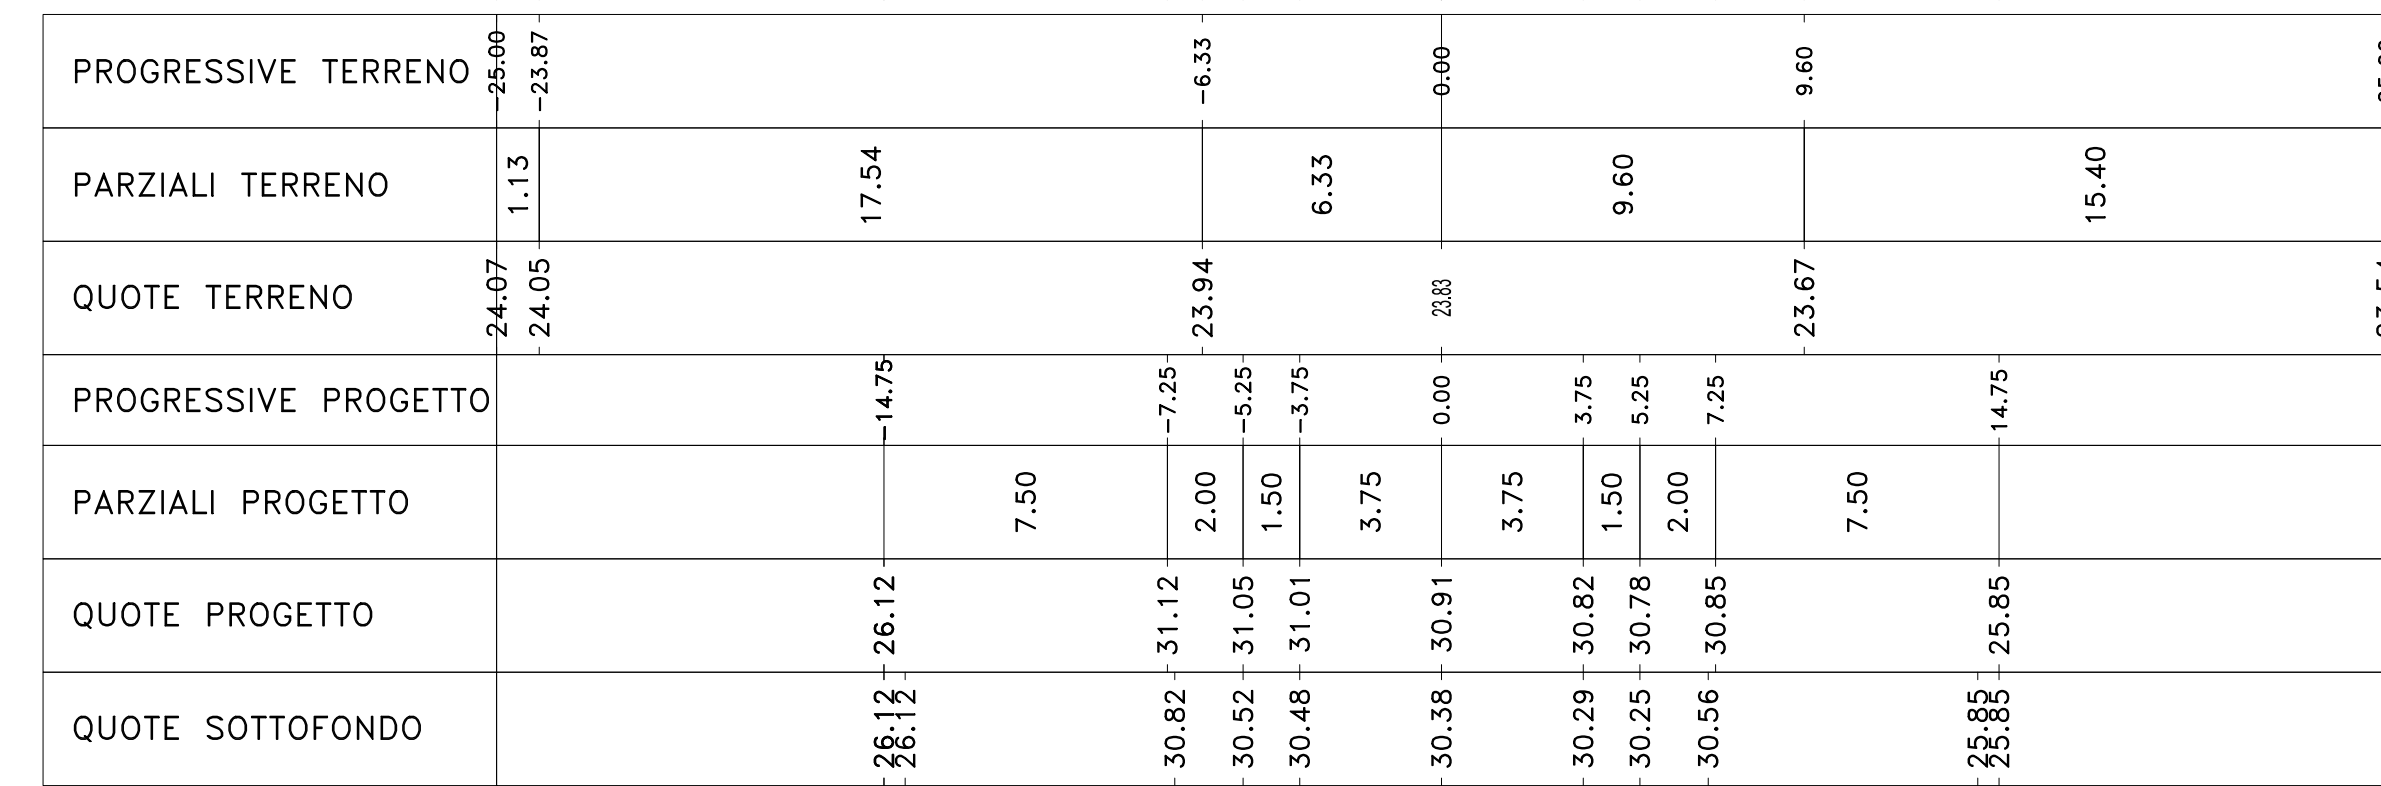 PROGRESSIVE TERRENO -25.00 -23.87 -6.33 0.00 9.60
PARZIALI TERRENO 1.13 17.54 6.33 9.60 15.40
QUOTE TERRENO 24.07 24.05 23.94 23.83 23.67
PROGRESSIVE PROGETTO -14.75 -7.25 -5.25 -3.75 0.00 3.75 5.25 7.25 14.75
PARZIALI PROGETTO 7.50 2.00 1.50 3.75 3.75 1.50 2.00 7.50
QUOTE PROGETTO 26.12 31.12 31.05 31.01 30.91 30.82 30.78 30.85 25.85
QUOTE SOTTOFONDO 26.12 26.12 30.82 30.52 30.48 30.38 30.29 30.25 30.56 25.85 25.85